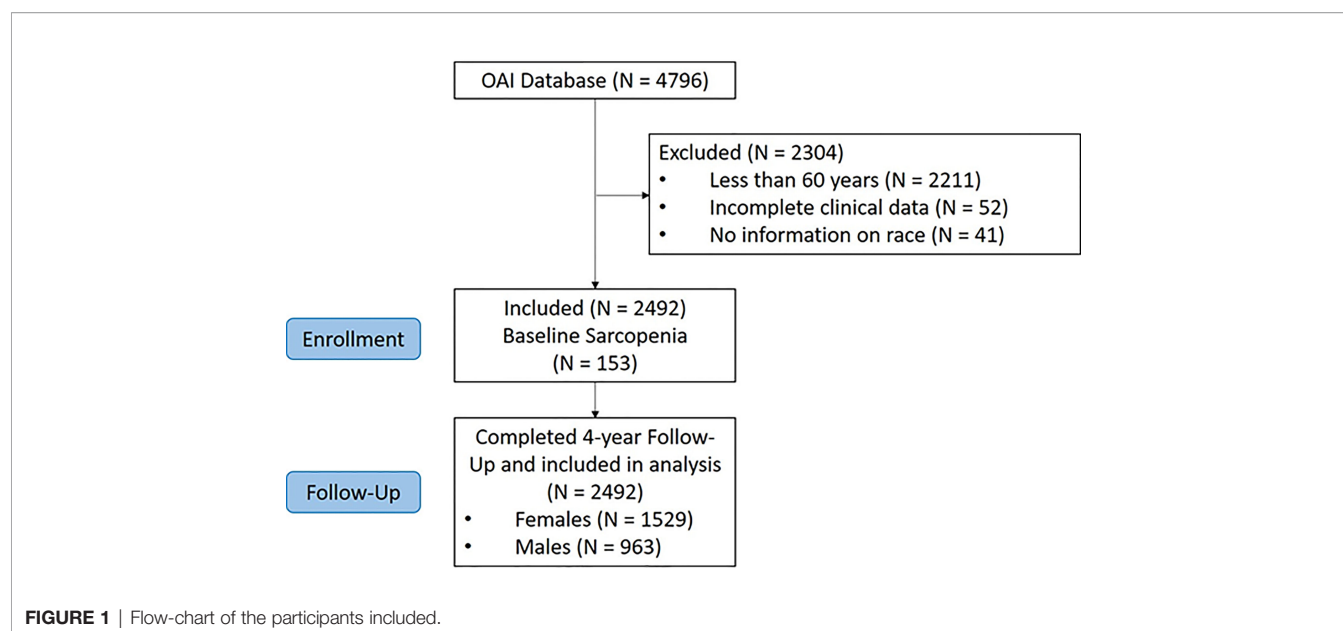 OAI Database (N = 4796)
Excluded (N = 2304)
• Less than 60 years (N = 2211)
• Incomplete clinical data (N = 52)
• No information on race (N = 41)
Enrollment
Included (N = 2492)
Baseline Sarcopenia
(N = 153)
Follow-Up
Completed 4-year Follow-
Up and included in analysis
(N = 2492)
• Females (N = 1529)
• Males (N = 963)
FIGURE 1 | Flow-chart of the participants included.